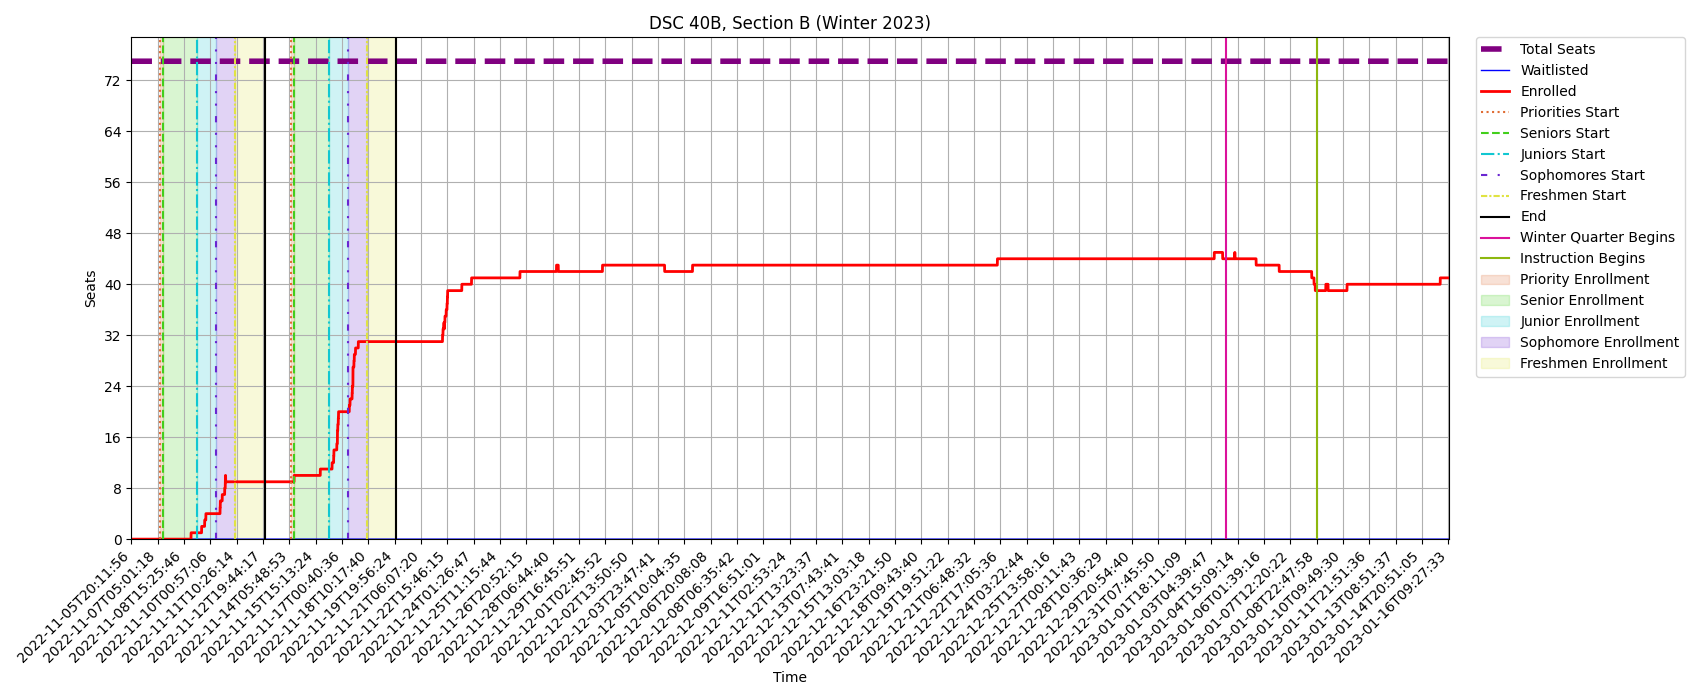 DSC 40B, Section B (Winter 2023)
Total Seats
Waitlisted
Enrolled
Priorities Start
Seniors Start
Juniors Start
Sophomores Start
Freshmen Start
End
Winter Quarter Begins
Instruction Begins
Priority Enrollment
Senior Enrollment
Junior Enrollment
Sophomore Enrollment
Freshmen Enrollment
Seats
72
64
56
48
40
32
24
16
8
0
2022-11-05T20:11:56
2022-11-07T05:01:18
2022-11-08T15:25:46
2022-11-10T00:57:06
2022-11-11T10:26:14
2022-11-12T19:44:17
2022-11-14T05:48:53
2022-11-15T15:13:24
2022-11-17T00:40:36
2022-11-18T10:17:40
2022-11-19T19:56:24
2022-11-21T06:07:20
2022-11-22T15:46:15
2022-11-24T01:26:47
2022-11-25T11:15:44
2022-11-26T20:52:15
2022-11-28T06:44:40
2022-11-29T16:45:51
2022-12-01T02:45:52
2022-12-02T13:50:50
2022-12-03T23:47:41
2022-12-05T10:04:35
2022-12-06T20:08:08
2022-12-08T06:35:42
2022-12-09T16:51:01
2022-12-11T02:53:24
2022-12-12T13:23:37
2022-12-13T07:43:41
2022-12-15T13:03:18
2022-12-16T23:21:50
2022-12-18T09:43:40
2022-12-19T19:51:22
2022-12-21T06:48:32
2022-12-22T17:05:36
2022-12-24T03:22:44
2022-12-25T13:58:16
2022-12-27T00:11:43
2022-12-28T10:36:29
2022-12-29T20:54:40
2022-12-31T07:45:50
2023-01-01T18:11:09
2023-01-03T04:39:47
2023-01-04T15:09:14
2023-01-06T01:39:16
2023-01-07T12:20:22
2023-01-08T22:47:58
2023-01-10T09:49:30
2023-01-11T21:51:36
2023-01-13T08:51:37
2023-01-14T20:51:05
2023-01-16T09:27:33
Time